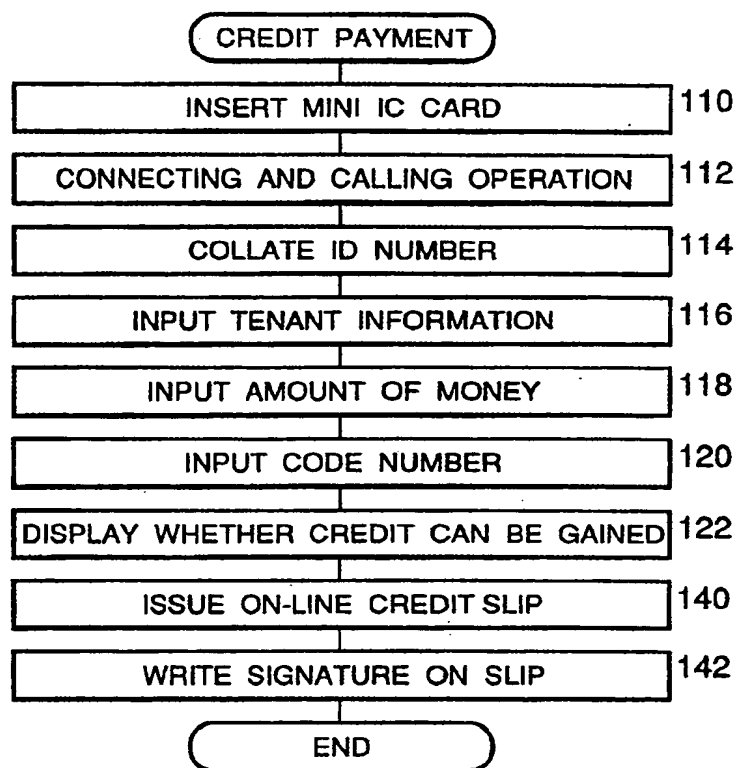 CREDIT PAYMENT
INSERT MINI IC CARD 110
CONNECTING AND CALLING OPERATION 112
COLLATE ID NUMBER 114
INPUT TENANT INFORMATION 116
INPUT AMOUNT OF MONEY 118
INPUT CODE NUMBER 120
DISPLAY WHETHER CREDIT CAN BE GAINED 122
ISSUE ON-LINE CREDIT SLIP 140
WRITE SIGNATURE ON SLIP 142
END